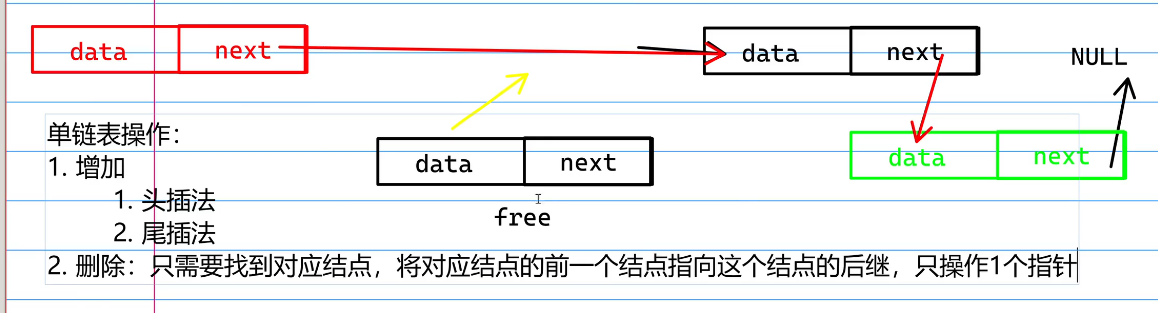 data next data next NULL
单链表操作：
data next data next
1. 增加
1. 头插法
free
2. 尾插法
2. 删除：只需要找到对应结点，将对应结点的前一个结点指向这个结点的后继，只操作1个指针